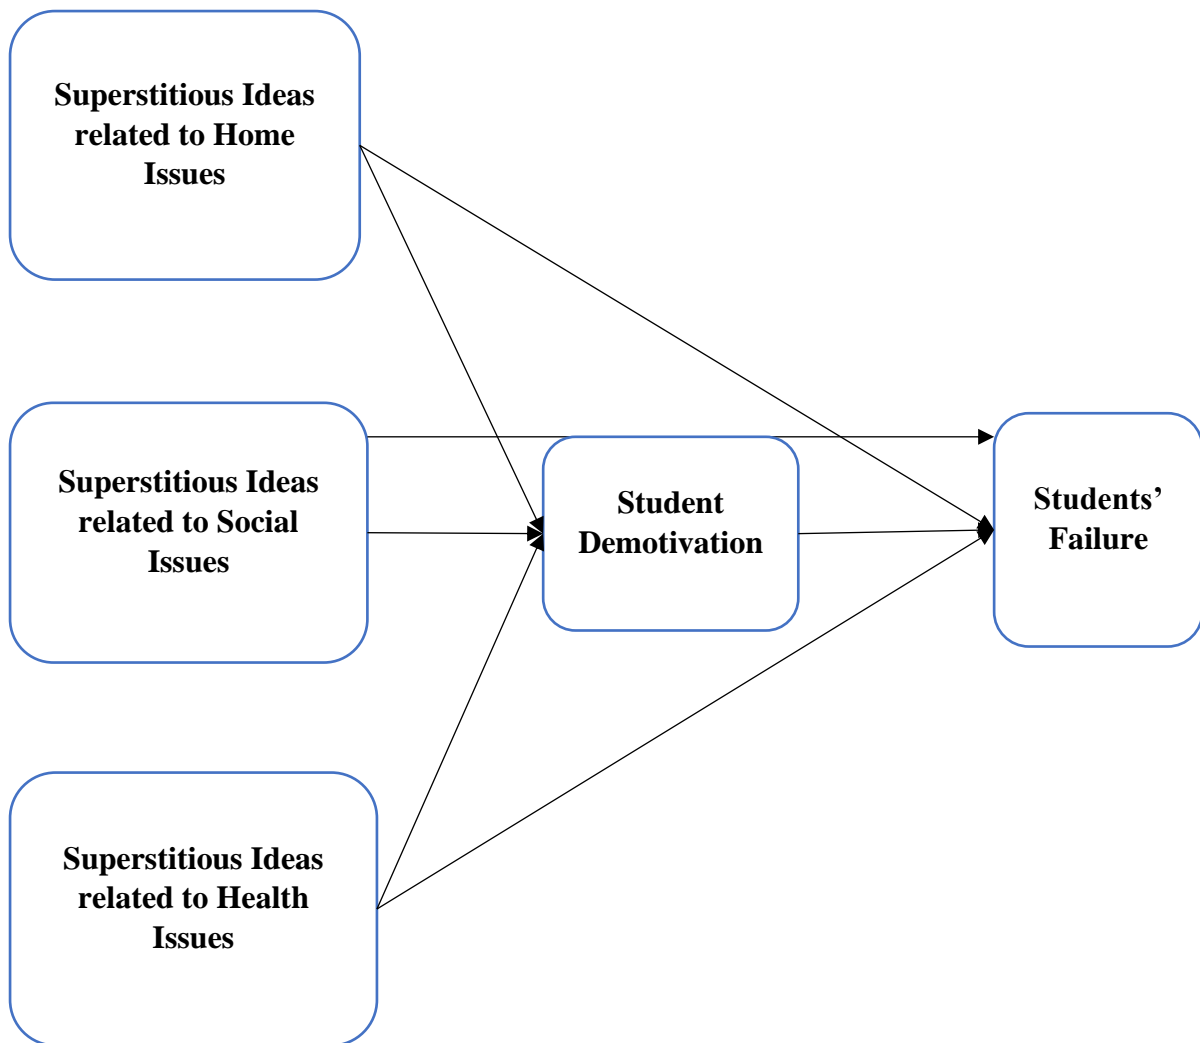 Superstitious Ideas
related to Home
Issues
Superstitious Ideas
related to Social
Issues
Student
Demotivation
Students’
Failure
Superstitious Ideas
related to Health
Issues